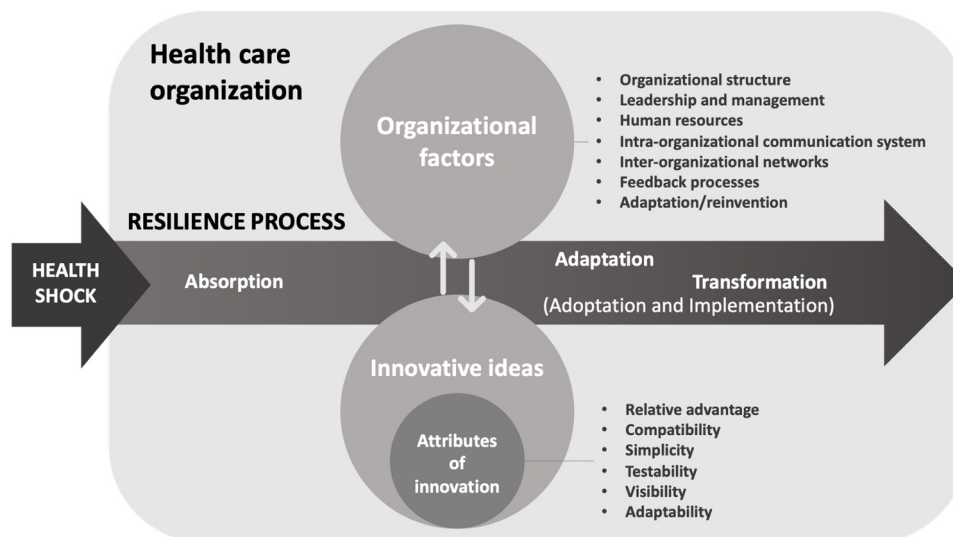 Health care
organization
Organizational
factors
• Organizational structure
• Leadership and management
• Human resources
• Intra-organizational communication system
• Inter-organizational networks
• Feedback processes
• Adaptation/reinvention
RESILIENCE PROCESS
HEALTH
SHOCK
Absorption
Adaptation
Transformation
(Adoption and Implementation)
Innovative ideas
Attributes
of
innovation
• Relative advantage
• Compatibility
• Simplicity
• Testability
• Visibility
• Adaptability